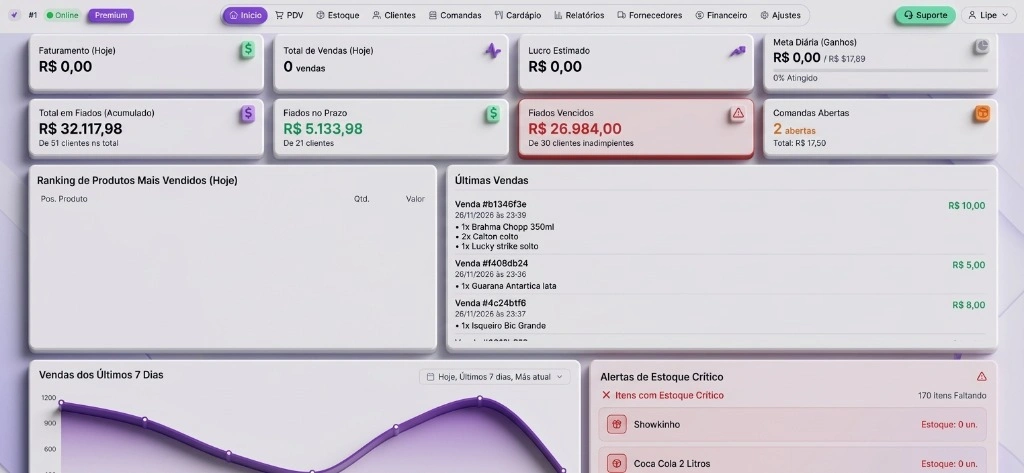 #1 Online Premium Início PDV Estoque Clientes Comandas Cardápio Relatórios Fornecedores Financeiro Ajustes Suporte Lipe
Faturamento (Hoje)
R$ 0,00
Total de Vendas (Hoje)
0 vendas
Lucro Estimado
R$ 0,00
Meta Diária (Ganhos)
R$ 0,00 / R$ $17,89
0% Atingido
Total em Fiados (Acumulado)
R$ 32.117,98
De 51 clientes ns total
Fiados no Prazo
R$ 5.133,98
De 21 clientes
Fiados Vencidos
R$ 26.984,00
De 30 clientes inadimpientes
Comandas Abertas
2 abertas
Total: R$ 17,50
Ranking de Produtos Mais Vendidos (Hoje)
Pos. Produto Qtd. Valor
Últimas Vendas
Venda #b1346f3e R$ 10,00
26/11/2026 às 23:39
• 1x Brahma Chopp 350ml
• 2x Calton colto
• 1x Lucky strike solto
Venda #f408db24 R$ 5,00
26/11/2026 às 23:36
• 1x Guarana Antartica lata
Venda #4c24btf6 R$ 8,00
26/11/2026 às 23:37
• 1x Isqueiro Bic Grande
Vendas dos Últimos 7 Dias
Hoje, Últimos 7 dias, Más atual
1200
900
600
Alertas de Estoque Crítico
Itens com Estoque Crítico 170 Itens Faltando
Showkinho Estoque: 0 un.
Coca Cola 2 Litros Estoque: 0 un.